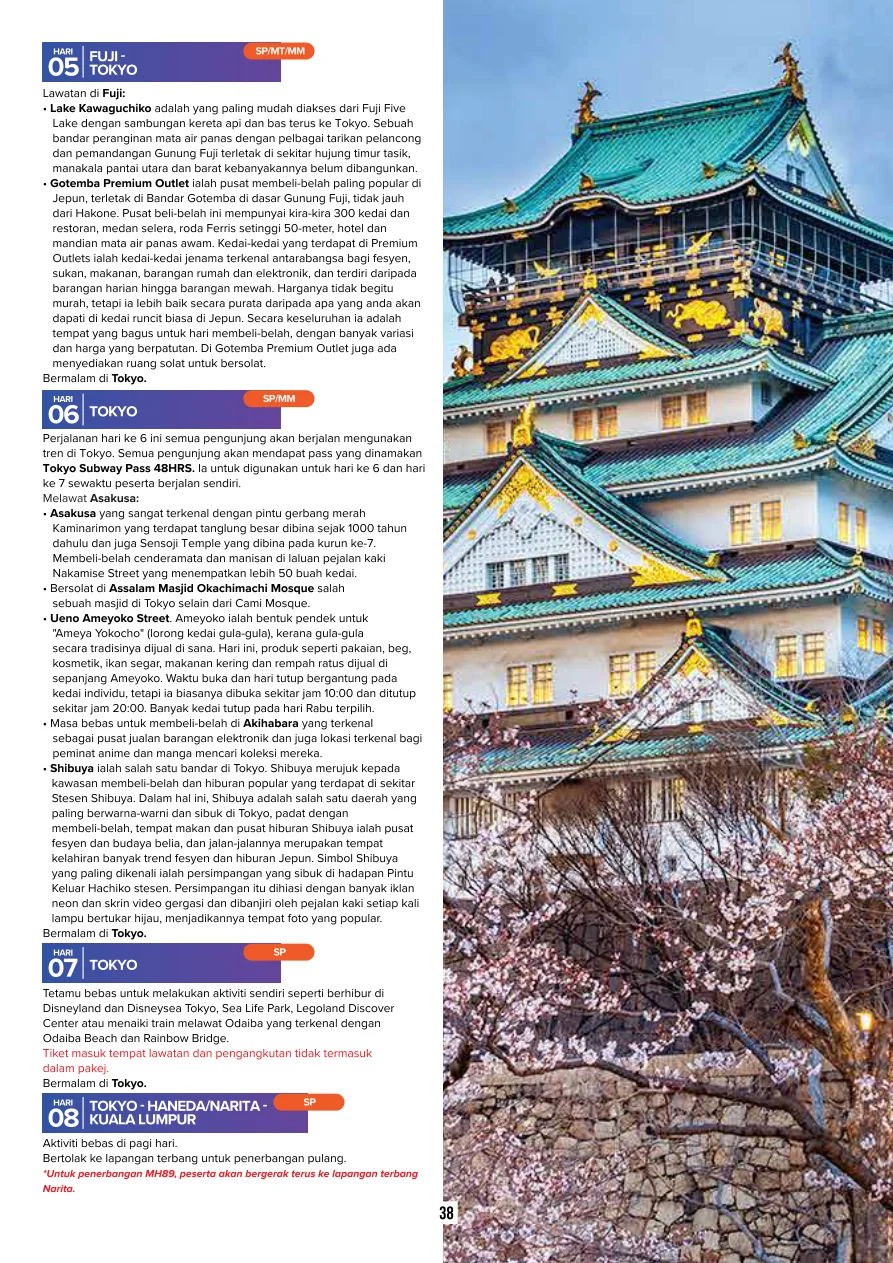 HARI
05
FUJI -
TOKYO
SP/MT/MM
Lawatan di Fuji:
• Lake Kawaguchiko adalah yang paling mudah diakses dari Fuji Five
Lake dengan sambungan kereta api dan bas terus ke Tokyo. Sebuah
bandar peranginan mata air panas dengan pelbagai tarikan pelancong
dan pemandangan Gunung Fuji terletak di sekitar hujung timur tasik,
manakala pantai utara dan barat kebanyakannya belum dibangunkan.
• Gotemba Premium Outlet ialah pusat membeli-belah paling popular di
Jepun, terletak di Bandar Gotemba di dasar Gunung Fuji, tidak jauh
dari Hakone. Pusat beli-belah ini mempunyai kira-kira 300 kedai dan
restoran, medan selera, roda Ferris setinggi 50-meter, hotel dan
mandian mata air panas awam. Kedai-kedai yang terdapat di Premium
Outlets ialah kedai-kedai jenama terkenal antarabangsa bagi fesyen,
sukan, makanan, barangan rumah dan elektronik, dan terdiri daripada
barangan harian hingga barangan mewah. Harganya tidak begitu
murah, tetapi ia lebih baik secara purata daripada apa yang anda akan
dapati di kedai runcit biasa di Jepun. Secara keseluruhan ia adalah
tempat yang bagus untuk hari membeli-belah, dengan banyak variasi
dan harga yang berpatutan. Di Gotemba Premium Outlet juga ada
menyediakan ruang solat untuk bersolat.
Bermalam di Tokyo.
HARI
06
TOKYO
SP/MM
Perjalanan hari ke 6 ini semua pengunjung akan berjalan mengunakan
tren di Tokyo. Semua pengunjung akan mendapat pass yang dinamakan
Tokyo Subway Pass 48HRS. Ia untuk digunakan untuk hari ke 6 dan hari
ke 7 sewaktu peserta berjalan sendiri.
Melawat Asakusa:
• Asakusa yang sangat terkenal dengan pintu gerbang merah
Kaminarimon yang terdapat tanglung besar dibina sejak 1000 tahun
dahulu dan juga Sensoji Temple yang dibina pada kurun ke-7.
Membeli-belah cenderamata dan manisan di laluan pejalan kaki
Nakamise Street yang menempatkan lebih 50 buah kedai.
• Bersolat di Assalam Masjid Okachimachi Mosque salah
sebuah masjid di Tokyo selain dari Cami Mosque.
• Ueno Ameyoko Street. Ameyoko ialah bentuk pendek untuk
"Ameya Yokocho" (lorong kedai gula-gula), kerana gula-gula
secara tradisinya dijual di sana. Hari ini, produk seperti pakaian, beg,
kosmetik, ikan segar, makanan kering dan rempah ratus dijual di
sepanjang Ameyoko. Waktu buka dan hari tutup bergantung pada
kedai individu, tetapi ia biasanya dibuka sekitar jam 10:00 dan ditutup
sekitar jam 20:00. Banyak kedai tutup pada hari Rabu terpilih.
• Masa bebas untuk membeli-belah di Akihabara yang terkenal
sebagai pusat jualan barangan elektronik dan juga lokasi terkenal bagi
peminat anime dan manga mencari koleksi mereka.
• Shibuya ialah salah satu bandar di Tokyo. Shibuya merujuk kepada
kawasan membeli-belah dan hiburan popular yang terdapat di sekitar
Stesen Shibuya. Dalam hal ini, Shibuya adalah salah satu daerah yang
paling berwarna-warni dan sibuk di Tokyo, padat dengan
membeli-belah, tempat makan dan pusat hiburan Shibuya ialah pusat
fesyen dan budaya belia, dan jalan-jalannya merupakan tempat
kelahiran banyak trend fesyen dan hiburan Jepun. Simbol Shibuya
yang paling dikenali ialah persimpangan yang sibuk di hadapan Pintu
Keluar Hachiko stesen. Persimpangan itu dihiasi dengan banyak iklan
neon dan skrin video gergasi dan dibanjiri oleh pejalan kaki setiap kali
lampu bertukar hijau, menjadikannya tempat foto yang popular.
Bermalam di Tokyo.
HARI
07
TOKYO
SP
Tetamu bebas untuk melakukan aktiviti sendiri seperti berhibur di
Disneyland dan Disneysea Tokyo, Sea Life Park, Legoland Discover
Center atau menaiki train melawat Odaiba yang terkenal dengan
Odaiba Beach dan Rainbow Bridge.
Tiket masuk tempat lawatan dan pengangkutan tidak termasuk
dalam pakej.
Bermalam di Tokyo.
HARI
08
TOKYO - HANEDA/NARITA -
KUALA LUMPUR
SP
Aktiviti bebas di pagi hari.
Bertolak ke lapangan terbang untuk penerbangan pulang.
*Untuk penerbangan MH89, peserta akan bergerak terus ke lapangan terbang
Narita.
38